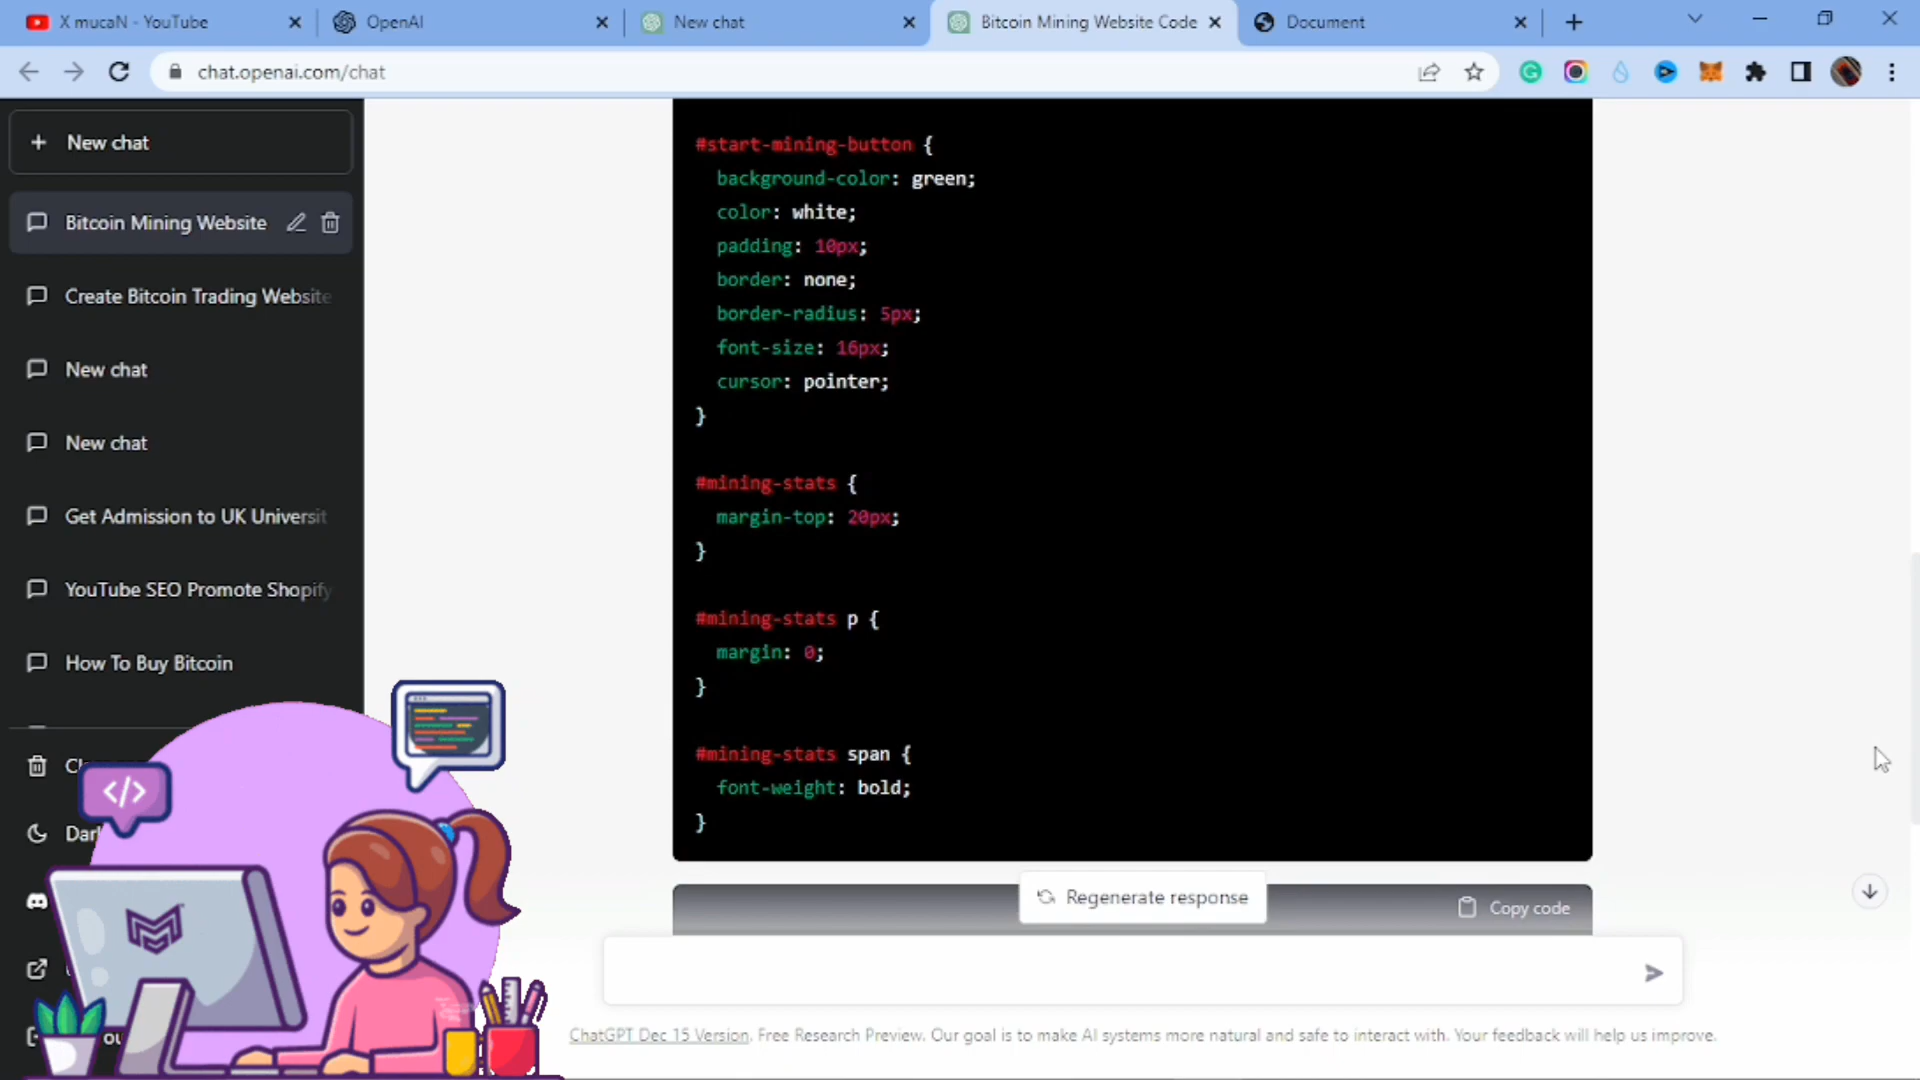 X mucaN - YouTube
OpenAI
New chat
Bitcoin Mining Website Code
Document
chat.openai.com/chat
New chat
Bitcoin Mining Website
Create Bitcoin Trading Website
New chat
New chat
Get Admission to UK Universit
YouTube SEO Promote Shopify
How To Buy Bitcoin
</>
#start-mining-button {
background-color: green;
color: white;
padding: 10px;
border: none;
border-radius: 5px;
font-size: 16px;
cursor: pointer;
}
#mining-stats {
margin-top: 20px;
}
#mining-stats p {
margin: 0;
}
#mining-stats span {
font-weight: bold;
}
Regenerate response
Copy code
ChatGPT Dec 15 Version. Free Research Preview. Our goal is to make AI systems more natural and safe to interact with. Your feedback will help us improve.